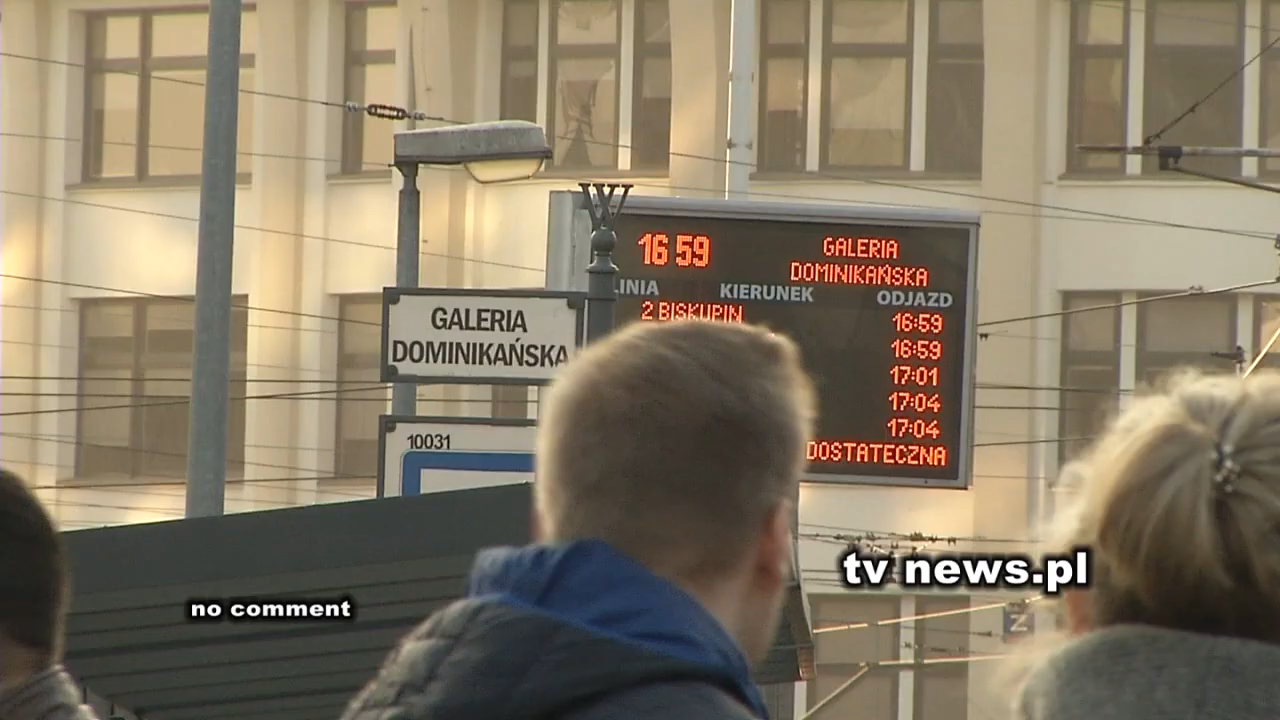 16 59
GALERIA
DOMINIKAŃSKA
LINIA KIERUNEK ODJAZD
2 BISKUPIN 16:59
16:59
17:01
17:04
17:04
DOSTATECZNA
GALERIA
DOMINIKAŃSKA
10031
tv news.pl
no comment
Z